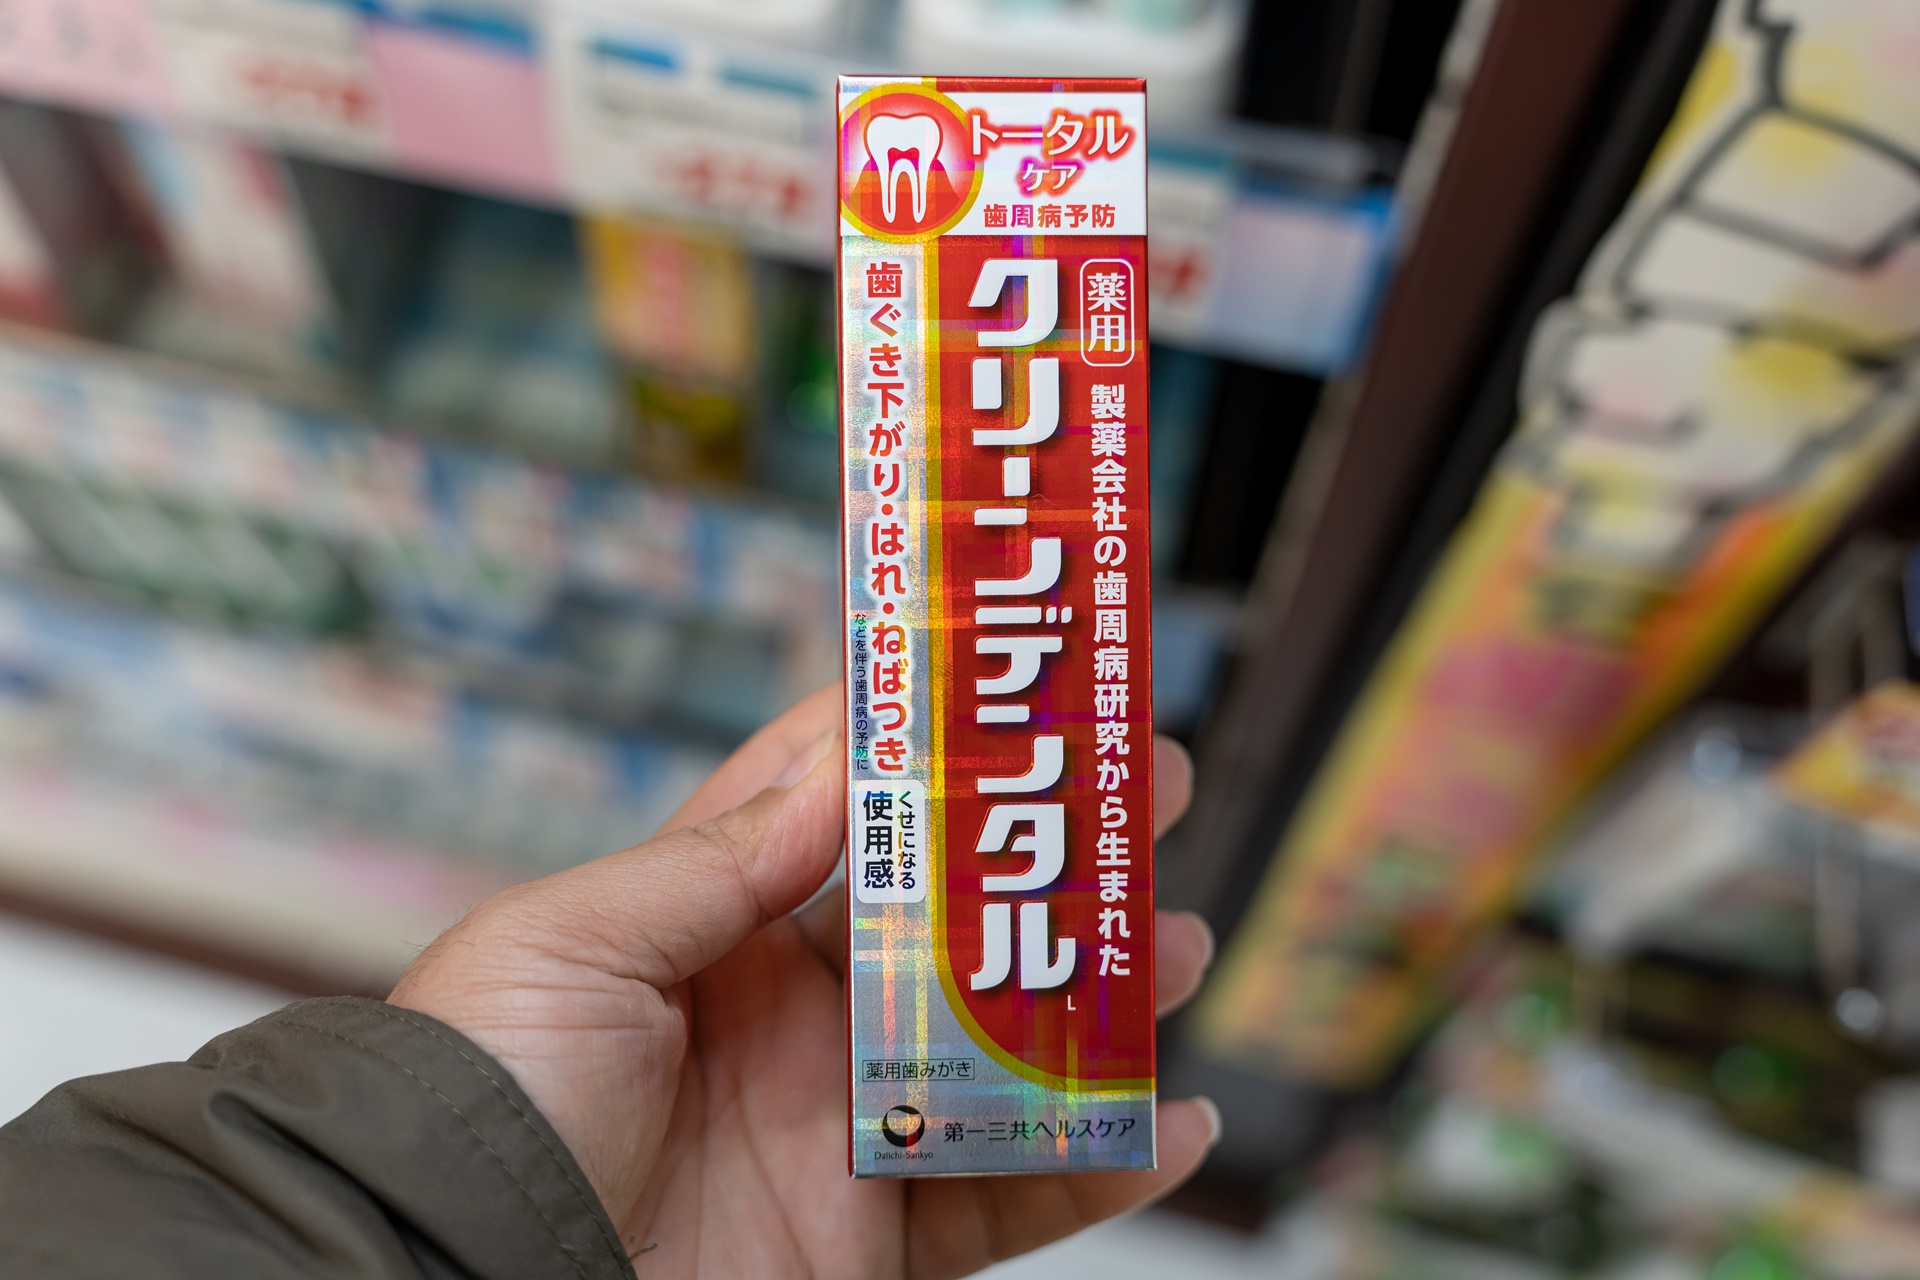 トータル
ケア
歯周病予防
薬用
製薬会社の歯周病研究から生まれた
クリーンデンタル
L
歯ぐき下がり・はれ・ねばつき
などを伴う歯周病の予防に
くせになる
使用感
薬用歯みがき
Daiichi-Sankyo
第一三共ヘルスケア